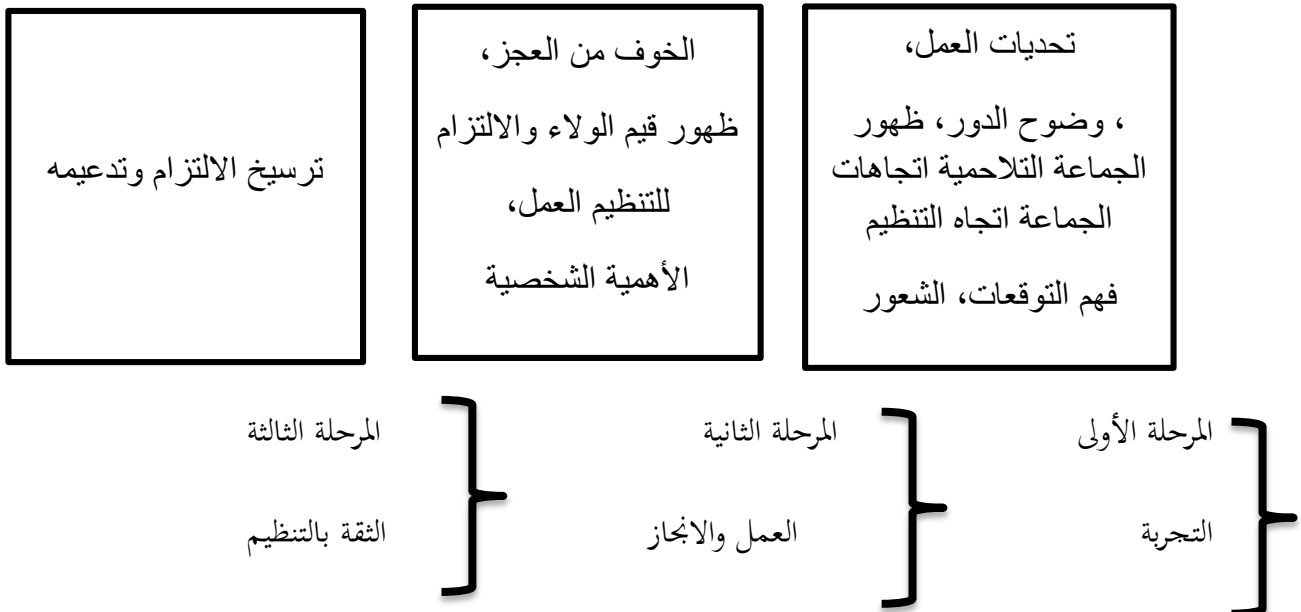 تحديات العمل،
، وضوح الدور، ظهور
الجماعة التلاحمية اتجاهات
الجماعة اتجاه التنظيم
فهم التوقعات، الشعور
الخوف من العجز،
ظهور قيم الولاء والالتزام
للتنظيم العمل،
الأهمية الشخصية
ترسيخ الالتزام وتدعيمه
المرحلة الأولى
التجربة
المرحلة الثانية
العمل والانجاز
المرحلة الثالثة
الثقة بالتنظيم